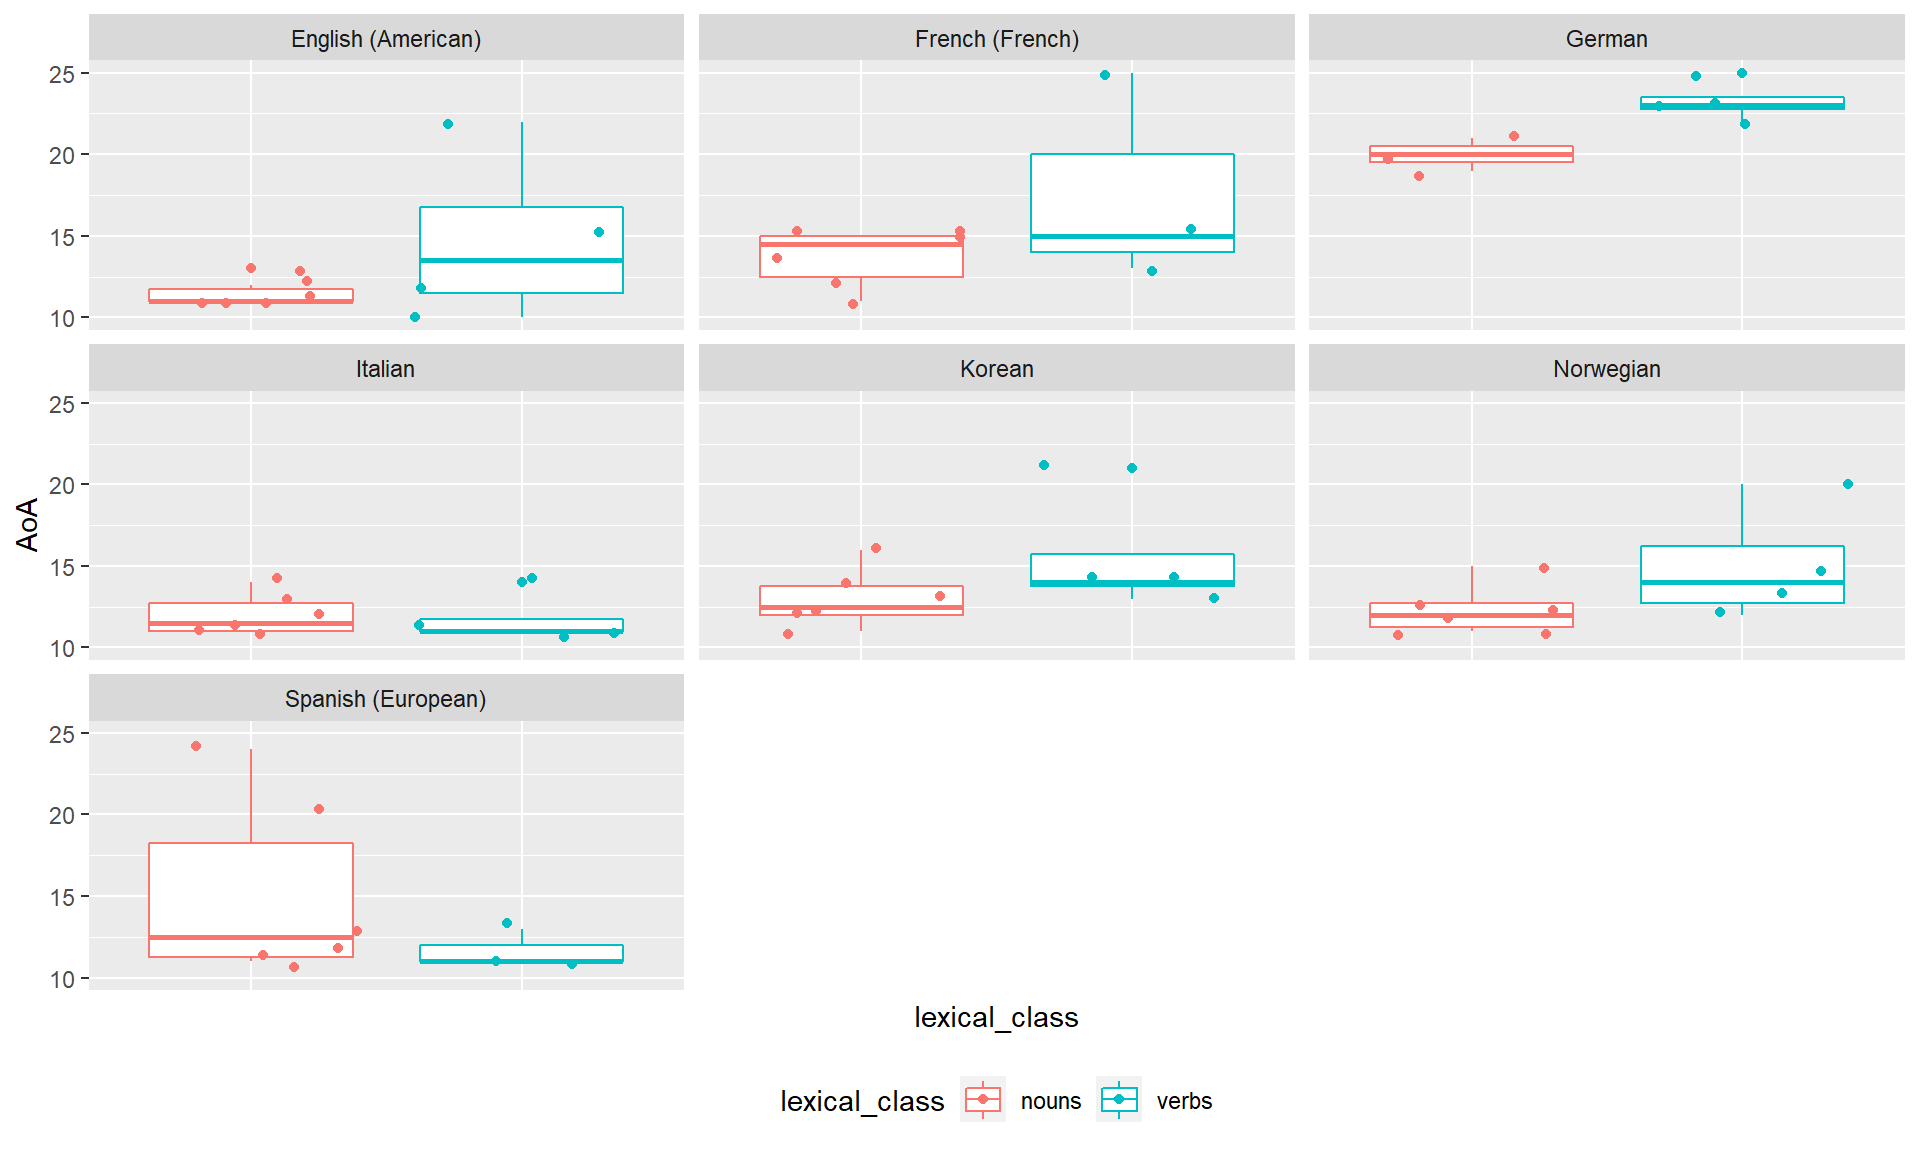 English (American)
French (French)
German
25
20
15
10
Italian
Korean
Norwegian
25
20
15
10
AoA
Spanish (European)
25
20
15
10
lexical_class
lexical_class nouns verbs